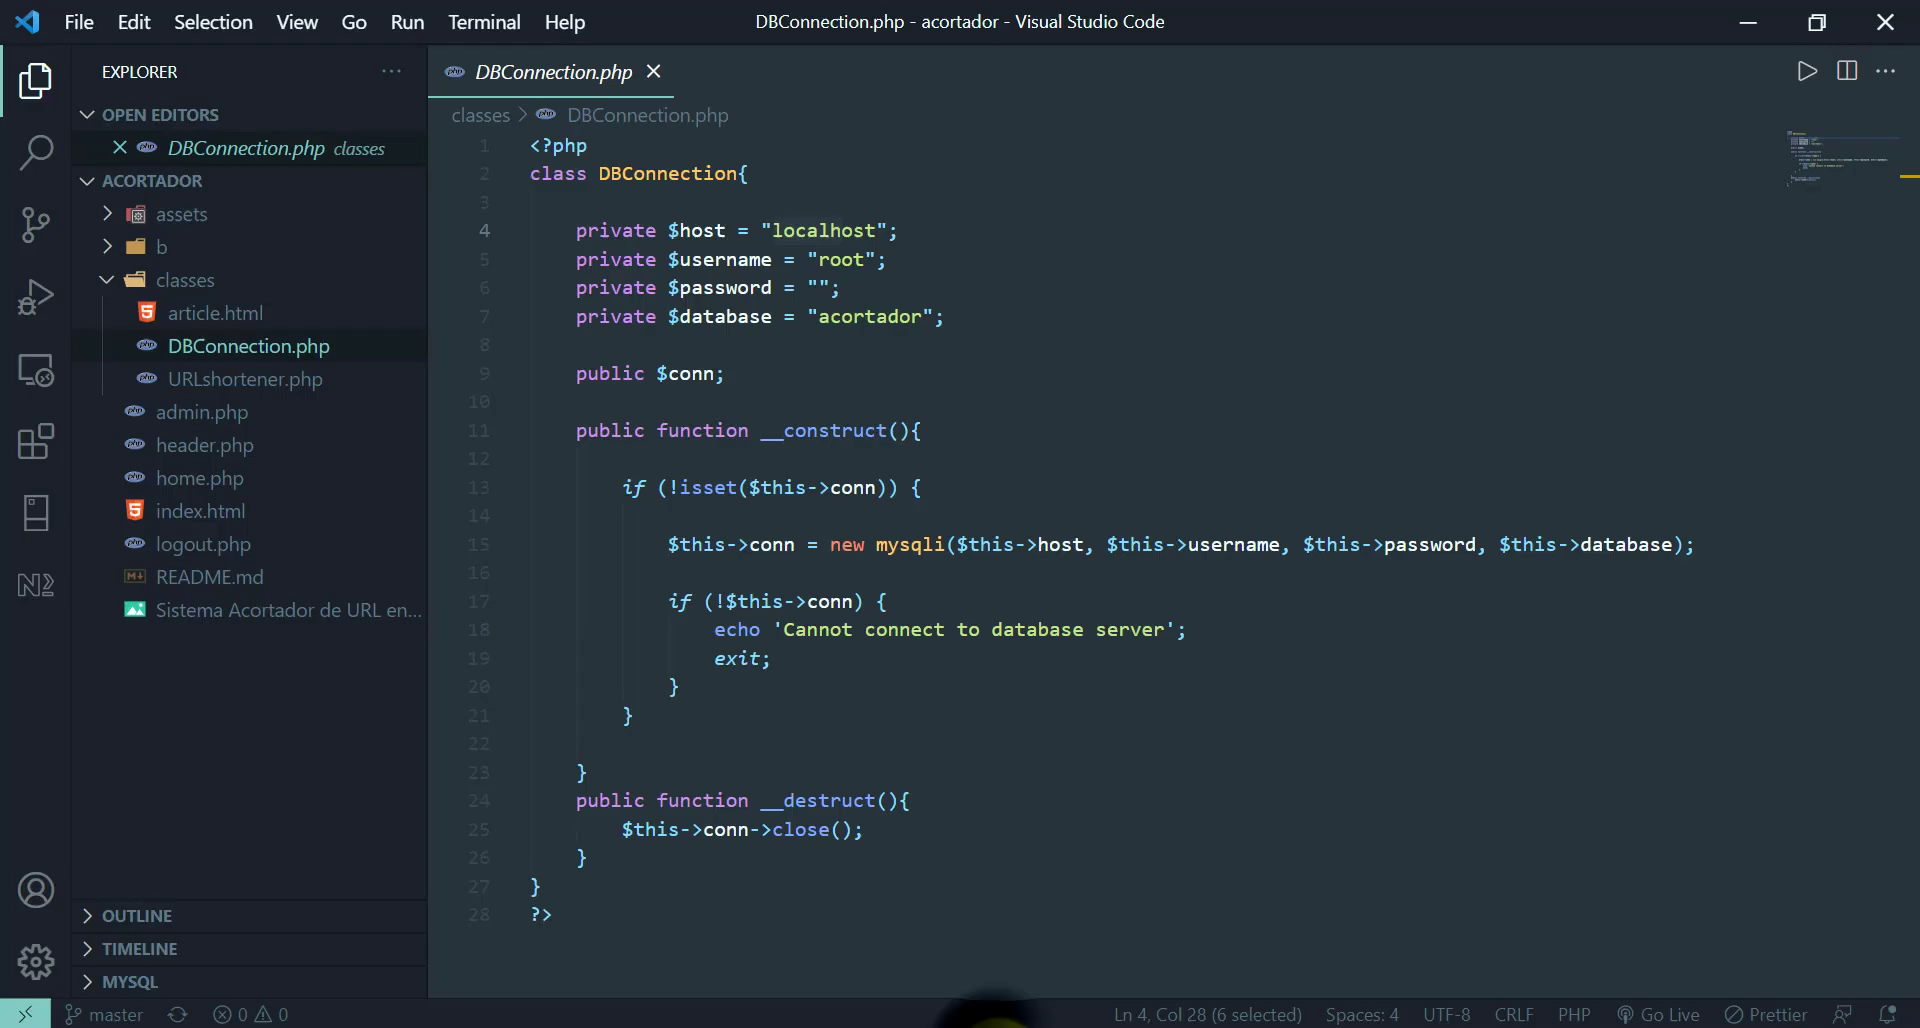 File Edit Selection View Go Run Terminal Help
DBConnection.php - acortador - Visual Studio Code
EXPLORER
OPEN EDITORS
DBConnection.php classes
ACORTADOR
assets
b
classes
article.html
DBConnection.php
URLshortener.php
admin.php
header.php
home.php
index.html
logout.php
README.md
Sistema Acortador de URL en...
OUTLINE
TIMELINE
MYSQL
DBConnection.php
classes > DBConnection.php
1 <?php
2 class DBConnection{
3
4 private $host = "localhost";
5 private $username = "root";
6 private $password = "";
7 private $database = "acortador";
8
9 public $conn;
10
11 public function __construct(){
12
13 if (!isset($this->conn)) {
14
15 $this->conn = new mysqli($this->host, $this->username, $this->password, $this->database);
16
17 if (!$this->conn) {
18 echo 'Cannot connect to database server';
19 exit;
20 }
21 }
22
23 }
24 public function __destruct(){
25 $this->conn->close();
26 }
27 }
28 ?>
master 0 0
Ln 4, Col 28 (6 selected) Spaces: 4 UTF-8 CRLF PHP Go Live Prettier